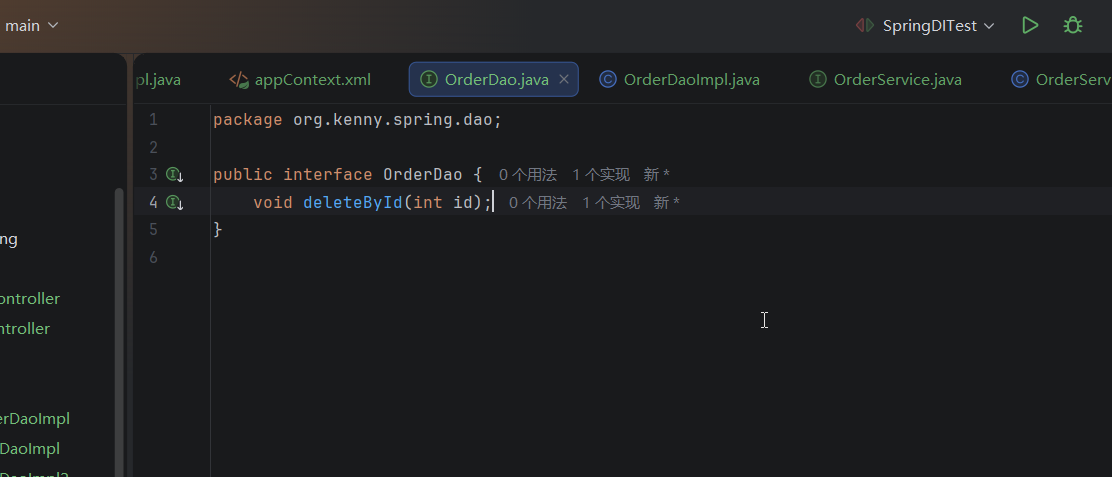 main SpringDITest
pl.java appContext.xml OrderDao.java OrderDaoImpl.java OrderService.java OrderServ
1 package org.kenny.spring.dao;
2
3 public interface OrderDao { 0 个用法 1 个实现 新 *
4 void deleteById(int id); 0 个用法 1 个实现 新 *
5 }
6
ng
ontroller
ntroller
erDaoImpl
DaoImpl